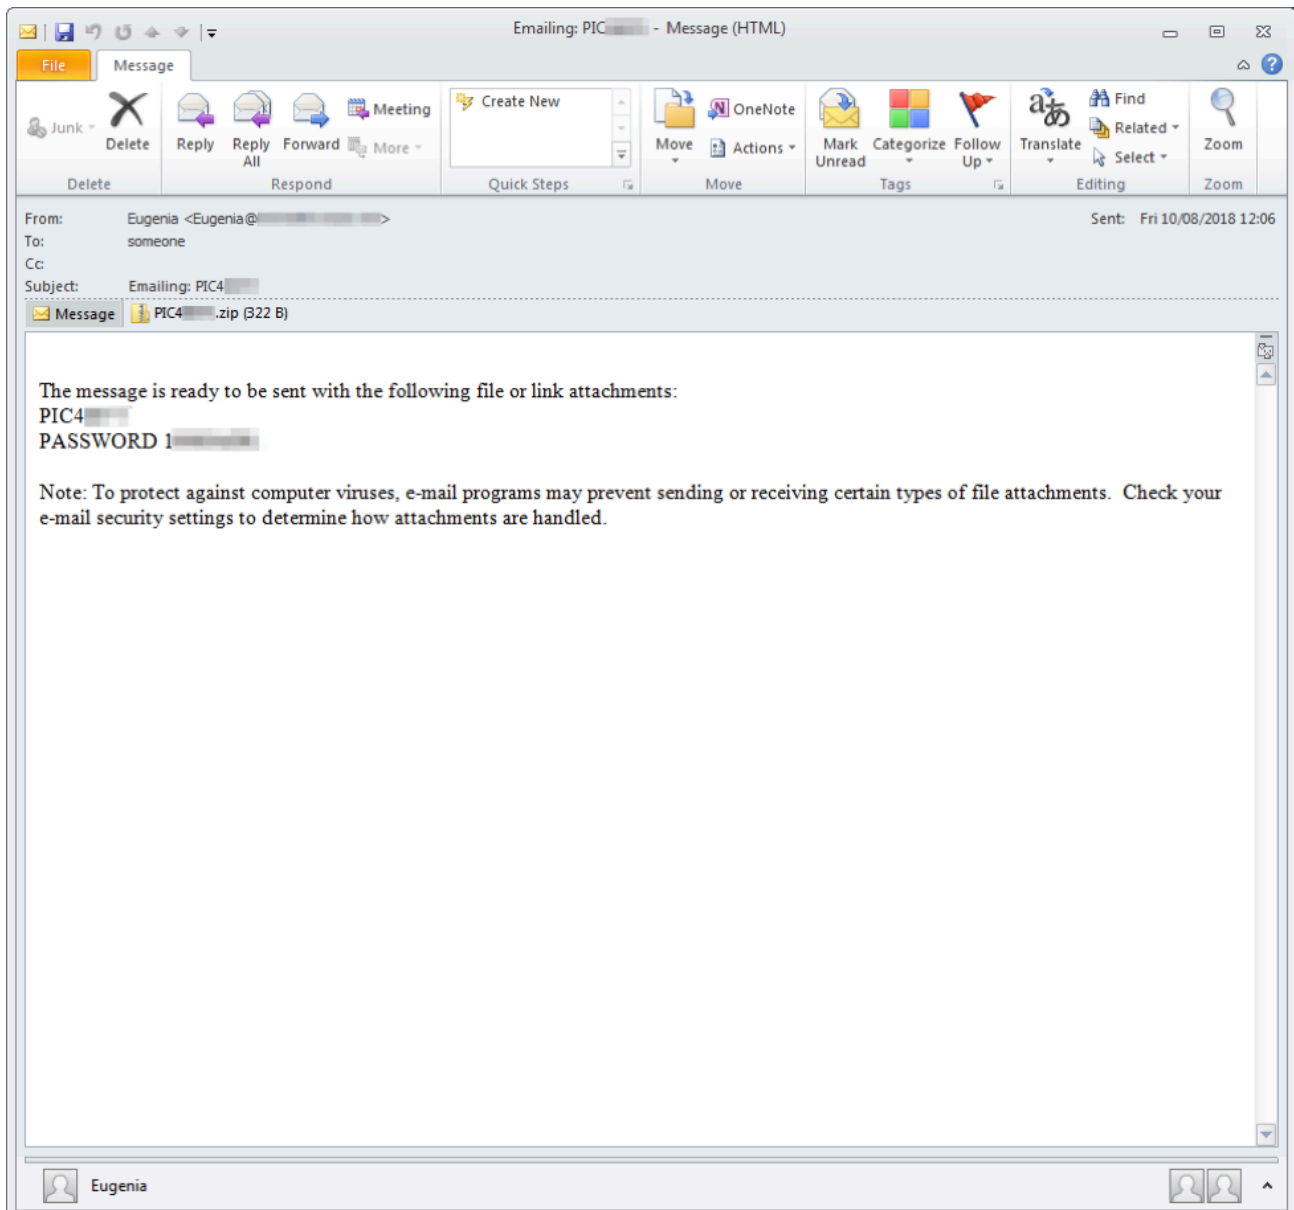 Emailing: PIC - Message (HTML)
File Message
Junk
Delete
Reply
Reply All
Forward
Meeting
More
Create New
Move
OneNote
Actions
Mark Unread
Categorize
Follow Up
Translate
Find
Related
Select
Zoom
Delete Respond Quick Steps Move Tags Editing Zoom
From: Eugenia <Eugenia@ > Sent: Fri 10/08/2018 12:06
To: someone
Cc:
Subject: Emailing: PIC4
Message PIC4 .zip (322 B)
The message is ready to be sent with the following file or link attachments:
PIC4
PASSWORD 1
Note: To protect against computer viruses, e-mail programs may prevent sending or receiving certain types of file attachments. Check your
e-mail security settings to determine how attachments are handled.
Eugenia